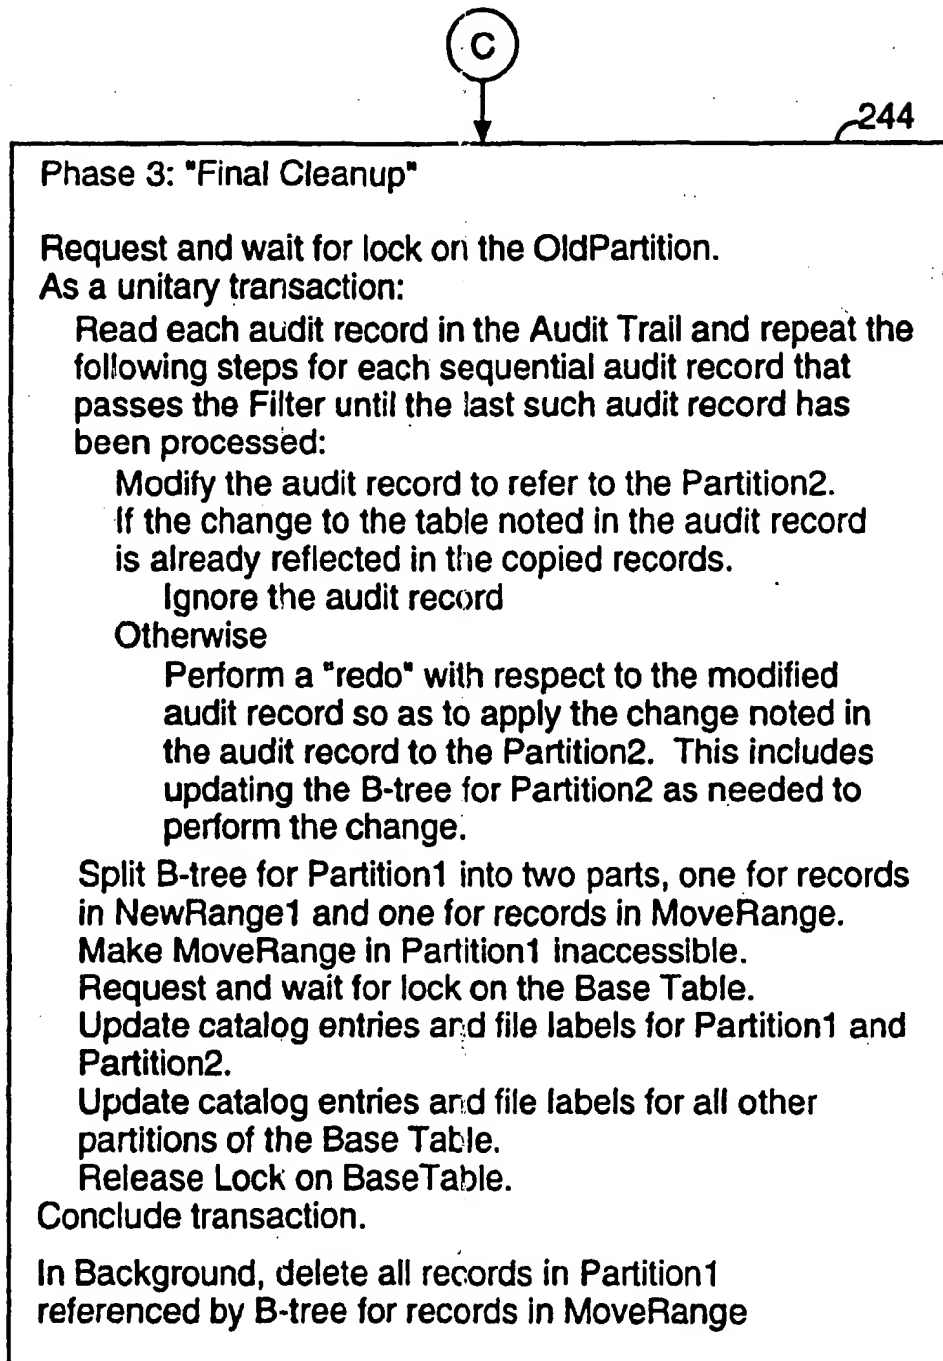 C
244
Phase 3: "Final Cleanup"
Request and wait for lock on the OldPartition.
As a unitary transaction:
Read each audit record in the Audit Trail and repeat the
following steps for each sequential audit record that
passes the Filter until the last such audit record has
been processed:
Modify the audit record to refer to the Partition2.
If the change to the table noted in the audit record
is already reflected in the copied records.
Ignore the audit record
Otherwise
Perform a "redo" with respect to the modified
audit record so as to apply the change noted in
the audit record to the Partition2. This includes
updating the B-tree for Partition2 as needed to
perform the change.
Split B-tree for Partition1 into two parts, one for records
in NewRange1 and one for records in MoveRange.
Make MoveRange in Partition1 inaccessible.
Request and wait for lock on the Base Table.
Update catalog entries and file labels for Partition1 and
Partition2.
Update catalog entries and file labels for all other
partitions of the Base Table.
Release Lock on BaseTable.
Conclude transaction.
In Background, delete all records in Partition1
referenced by B-tree for records in MoveRange